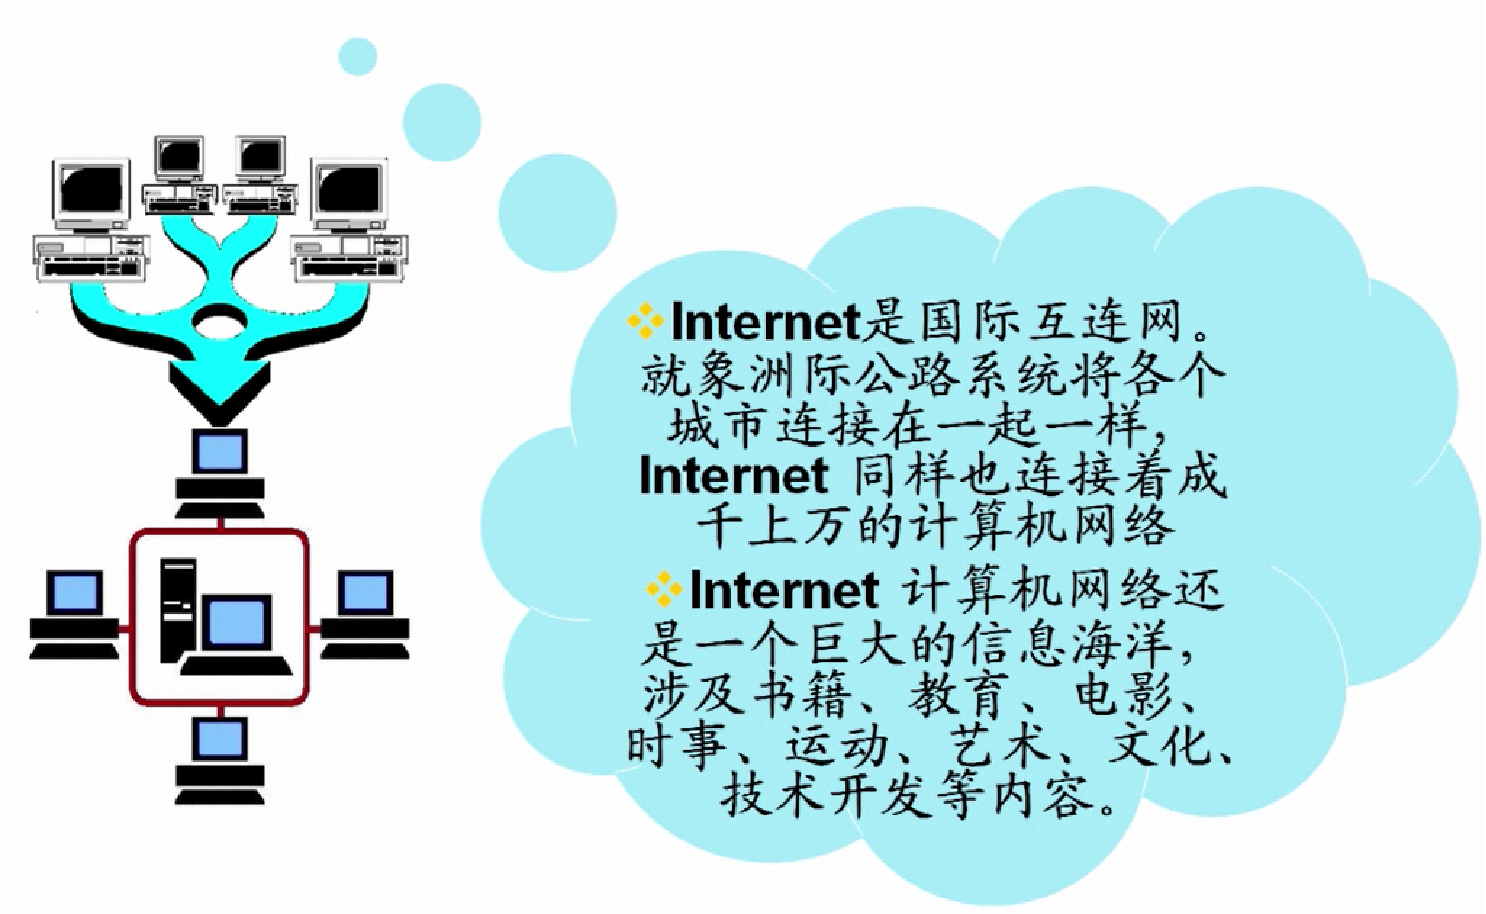 ❖Internet是国际互连网。
就象洲际公路系统将各个
城市连接在一起一样，
Internet 同样也连接着成
千上万的计算机网络
❖Internet 计算机网络还
是一个巨大的信息海洋，
涉及书籍、教育、电影、
时事、运动、艺术、文化、
技术开发等内容。